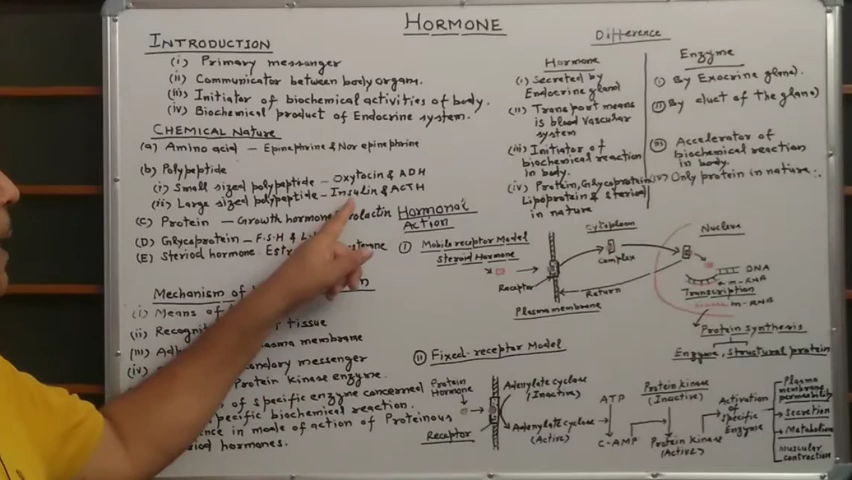 HORMONE
INTRODUCTION
(i) Primary messanger
(ii) Communicator between body organ.
(iii) Initiator of biochemical activities of body.
(iv) Biochemical product of Endocrine system.
CHEMICAL NATURE
(a) Amino acid - Epinephrine & Nor epinephrine
(b) Polypeptide
(i) Small sized polypeptide - Oxytocin & ADH
(ii) Large sized polypeptide - Insulin & ACTH
(C) Protein - Growth hormone
(D) Glycoprotein - F.S.H &
(E) Steriod hormone
Mechanism of
(i) Means of
(ii) tissue
(iii) plasma membrane
(iv) secondary messenger
Protein Kinase enzyme.
of specific enzyme concerned
specific biochemical reaction.
in mode of action of Proteinous
hormones.
Difference
Hormone
(i) Secreted by
Endocrine gland
(ii) Transport means
is blood vascular
system
(iii) Initiator of
biochemical reaction
in body.
(iv) Protein, Glycoprotein
Lipoprotein & Steriod
in nature
Enzyme
(i) By Exocrine gland.
(ii) By duct of the gland
(iii) Accelerator of
biochemical reaction
in body.
(iv) Only protein in nature
Hormonal
Action
(i) Mobile receptor Model
Steroid Hormone
Receptor
Plasma membrane
Cytoplasm
Complex
Return
Nucleus
DNA
m-RNA
Transcription
m-RNA
Protein synthesis
Enzyme, Structural protein
(ii) Fixed-receptor Model
Protein
Hormone
Receptor
Adenylate cyclase
(Inactive)
Adenylate cyclase
(Active)
ATP
C-AMP
Protein kinase
(Inactive)
Protein kinase
(Active)
Activation
of
Specific
Enzyme
Plasma
membrane
permeability
Secretion
Metabolism
Muscular
contraction